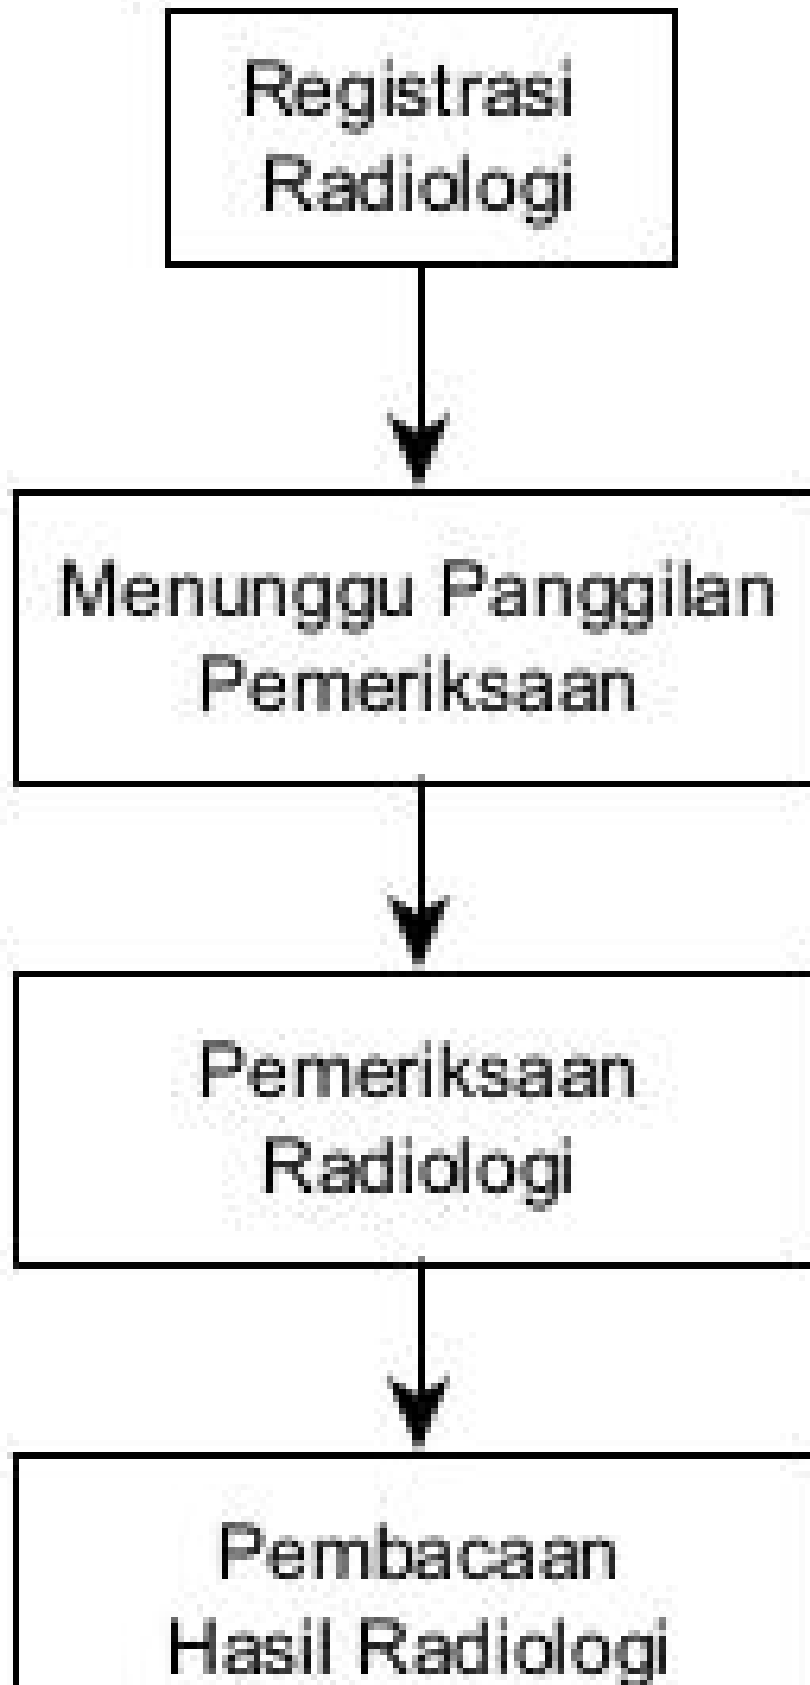 Registrasi
Radiologi
Menunggu Panggilan
Pemeriksaan
Pemeriksaan
Radiologi
Pembacaan
Hasil Radiologi